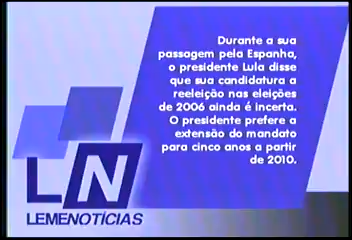 Durante a sua
passagem pela Espanha,
o presidente Lula disse
que sua candidatura a
reeleição nas eleições
de 2006 ainda é incerta.
O presidente prefere a
extensão do mandato
para cinco anos a partir
de 2010.
LN
LEMENOTÍCIAS